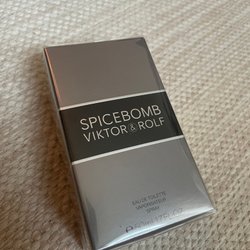 SPICEBOMB
VIKTOR & ROLF
EAU DE TOILETTE
VAPORISATEUR
SPRAY